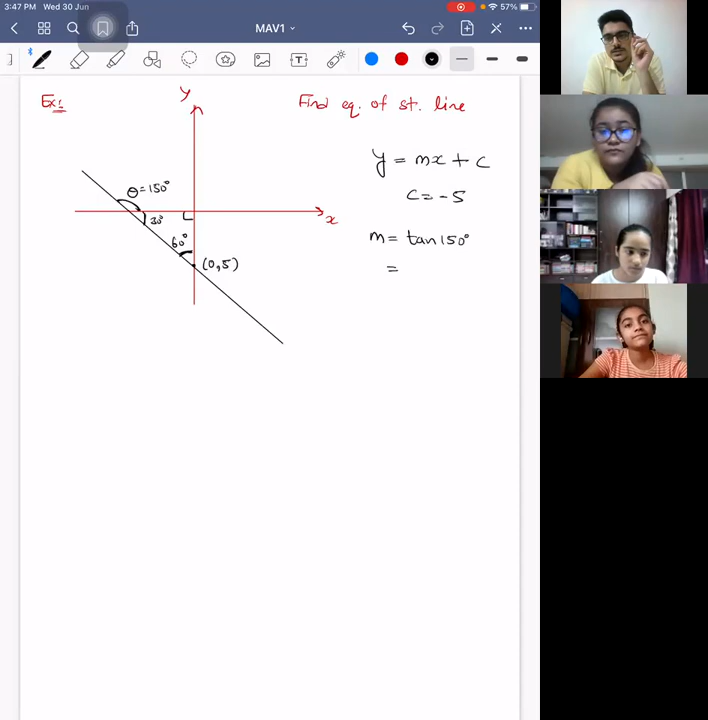 3:47 PM Wed 30 Jun
57%
MAV1
T
Ex:
y
Find eq. of st. line
y = mx + c
θ=150°
c = -5
x
30°
m = tan 150°
60°
(0,5)
=